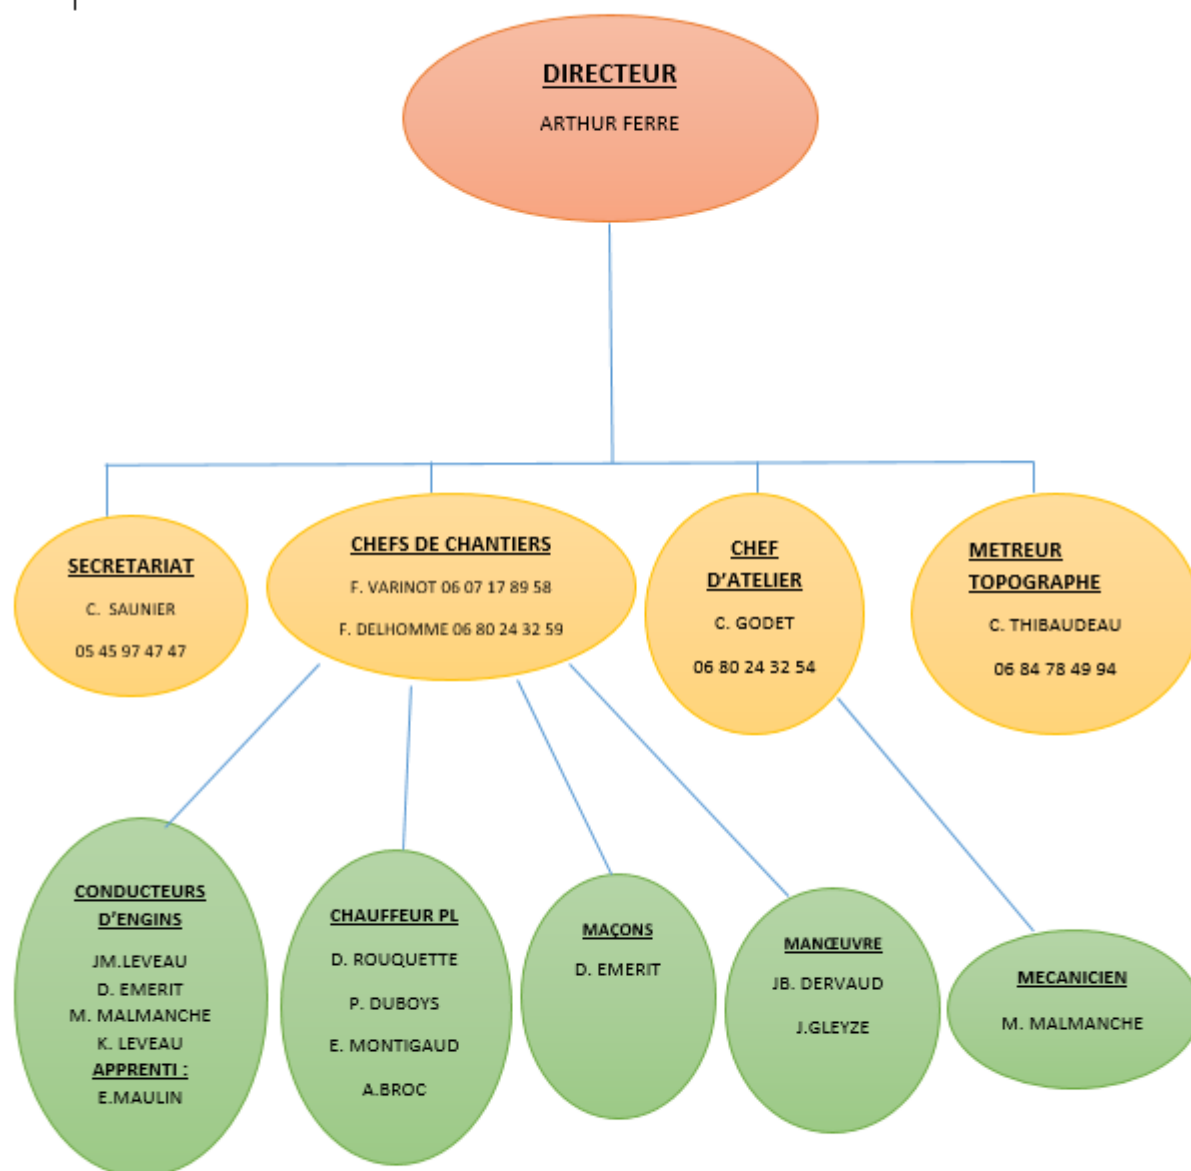 DIRECTEUR
ARTHUR FERRE
SECRETARIAT
C. SAUNIER
05 45 97 47 47
CHEFS DE CHANTIERS
F. VARINOT 06 07 17 89 58
F. DELHOMME 06 80 24 32 59
CHEF
D'ATELIER
C. GODET
06 80 24 32 54
METREUR
TOPOGRAPHE
C. THIBAUDEAU
06 84 78 49 94
CONDUCTEURS
D'ENGINS
JM.LEVEAU
D. EMERIT
M. MALMANCHE
K. LEVEAU
APPRENTI :
E.MAULIN
CHAUFFEUR PL
D. ROUQUETTE
P. DUBOYS
E. MONTIGAUD
A.BROC
MAÇONS
D. EMERIT
MANŒUVRE
JB. DERVAUD
J.GLEYZE
MECANICIEN
M. MALMANCHE